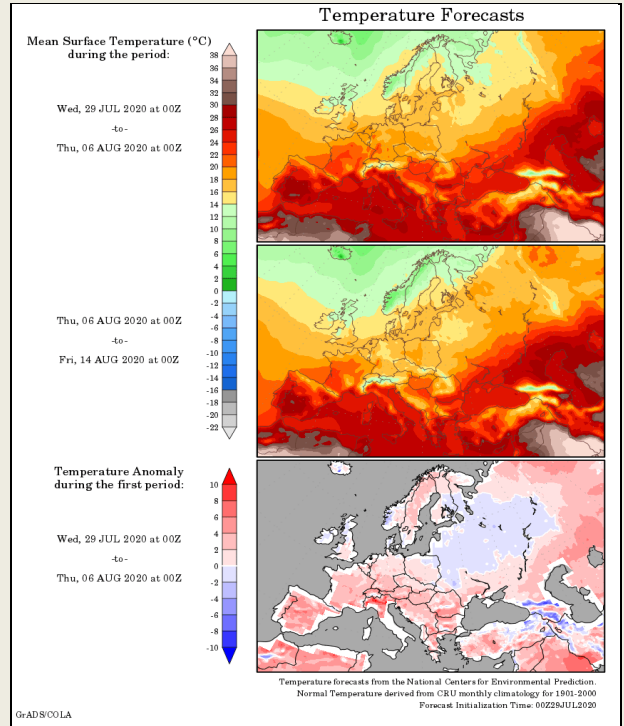 Temperature Forecasts
Mean Surface Temperature (°C)
during the period:
Wed, 29 JUL 2020 at 00Z
-to-
Thu, 06 AUG 2020 at 00Z
38
36
34
32
30
28
26
24
22
20
18
16
14
12
10
8
6
4
2
0
-2
-4
-6
-8
-10
-12
-14
-16
-18
-20
-22
Thu, 06 AUG 2020 at 00Z
-to-
Fri, 14 AUG 2020 at 00Z
Temperature Anomaly
during the first period:
Wed, 29 JUL 2020 at 00Z
-to-
Thu, 06 AUG 2020 at 00Z
10
8
6
4
2
0
-2
-4
-6
-8
-10
Temperature forecasts from the National Centers for Environmental Prediction.
Normal Temperature derived from CRU monthly climatology for 1901-2000
Forecast Initialization Time: 00Z29JUL2020
GrADS/COLA